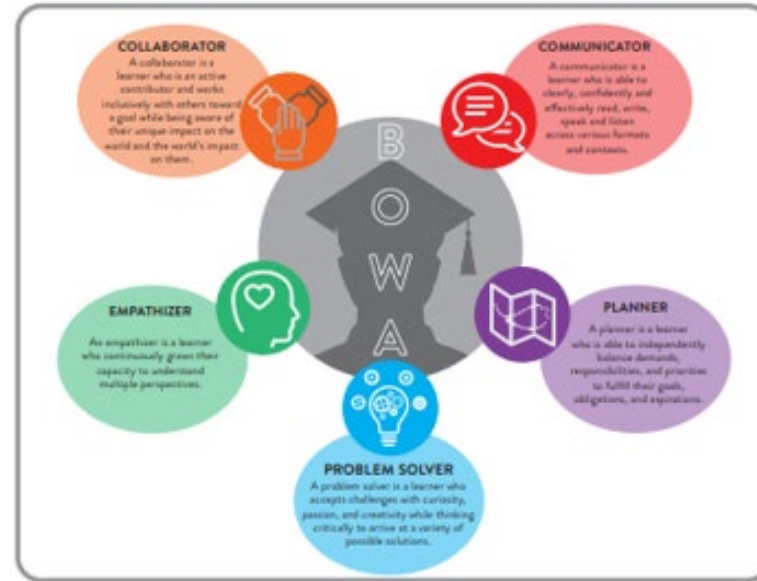 COLLABORATOR
A collaborator is a
learner who is an active
contributor and works
inclusively with others toward
a goal while being aware of
their unique impact on the
world and the world's impact
on them.
COMMUNICATOR
A communicator is a
learner who is able to
clearly, confidently and
effectively read, write,
speak and listen
across various formats
and contexts.
B
O
W
A
EMPATHIZER
An empathizer is a learner
who continuously grows their
capacity to understand
multiple perspectives.
PLANNER
A planner is a learner
who is able to independently
balance demands,
responsibilities, and priorities
to fulfill their goals,
obligations, and aspirations.
PROBLEM SOLVER
A problem solver is a learner who
accepts challenges with curiosity,
passion, and creativity while thinking
critically to arrive at a variety of
possible solutions.